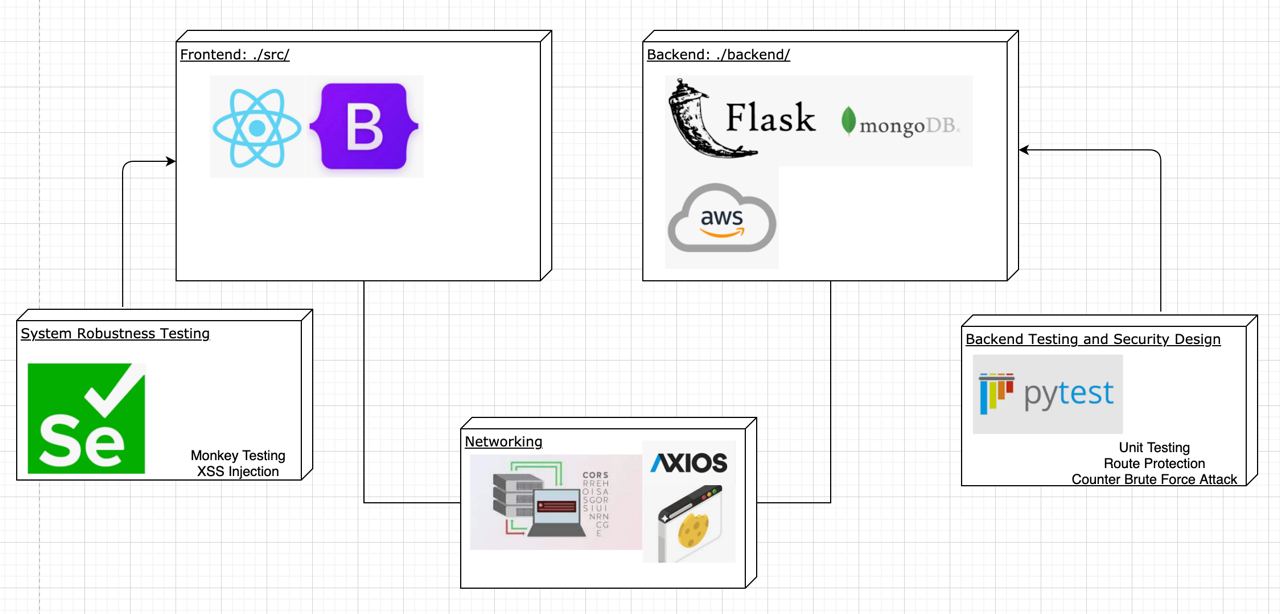 Frontend: ./src/
B
Backend: ./backend/
Flask
mongoDB.
aws
System Robustness Testing
Se
Monkey Testing
XSS Injection
Networking
CORS
RREH
OISA
SGOR
SIUI
NRN
CG
E
AXIOS
Backend Testing and Security Design
pytest
Unit Testing
Route Protection
Counter Brute Force Attack